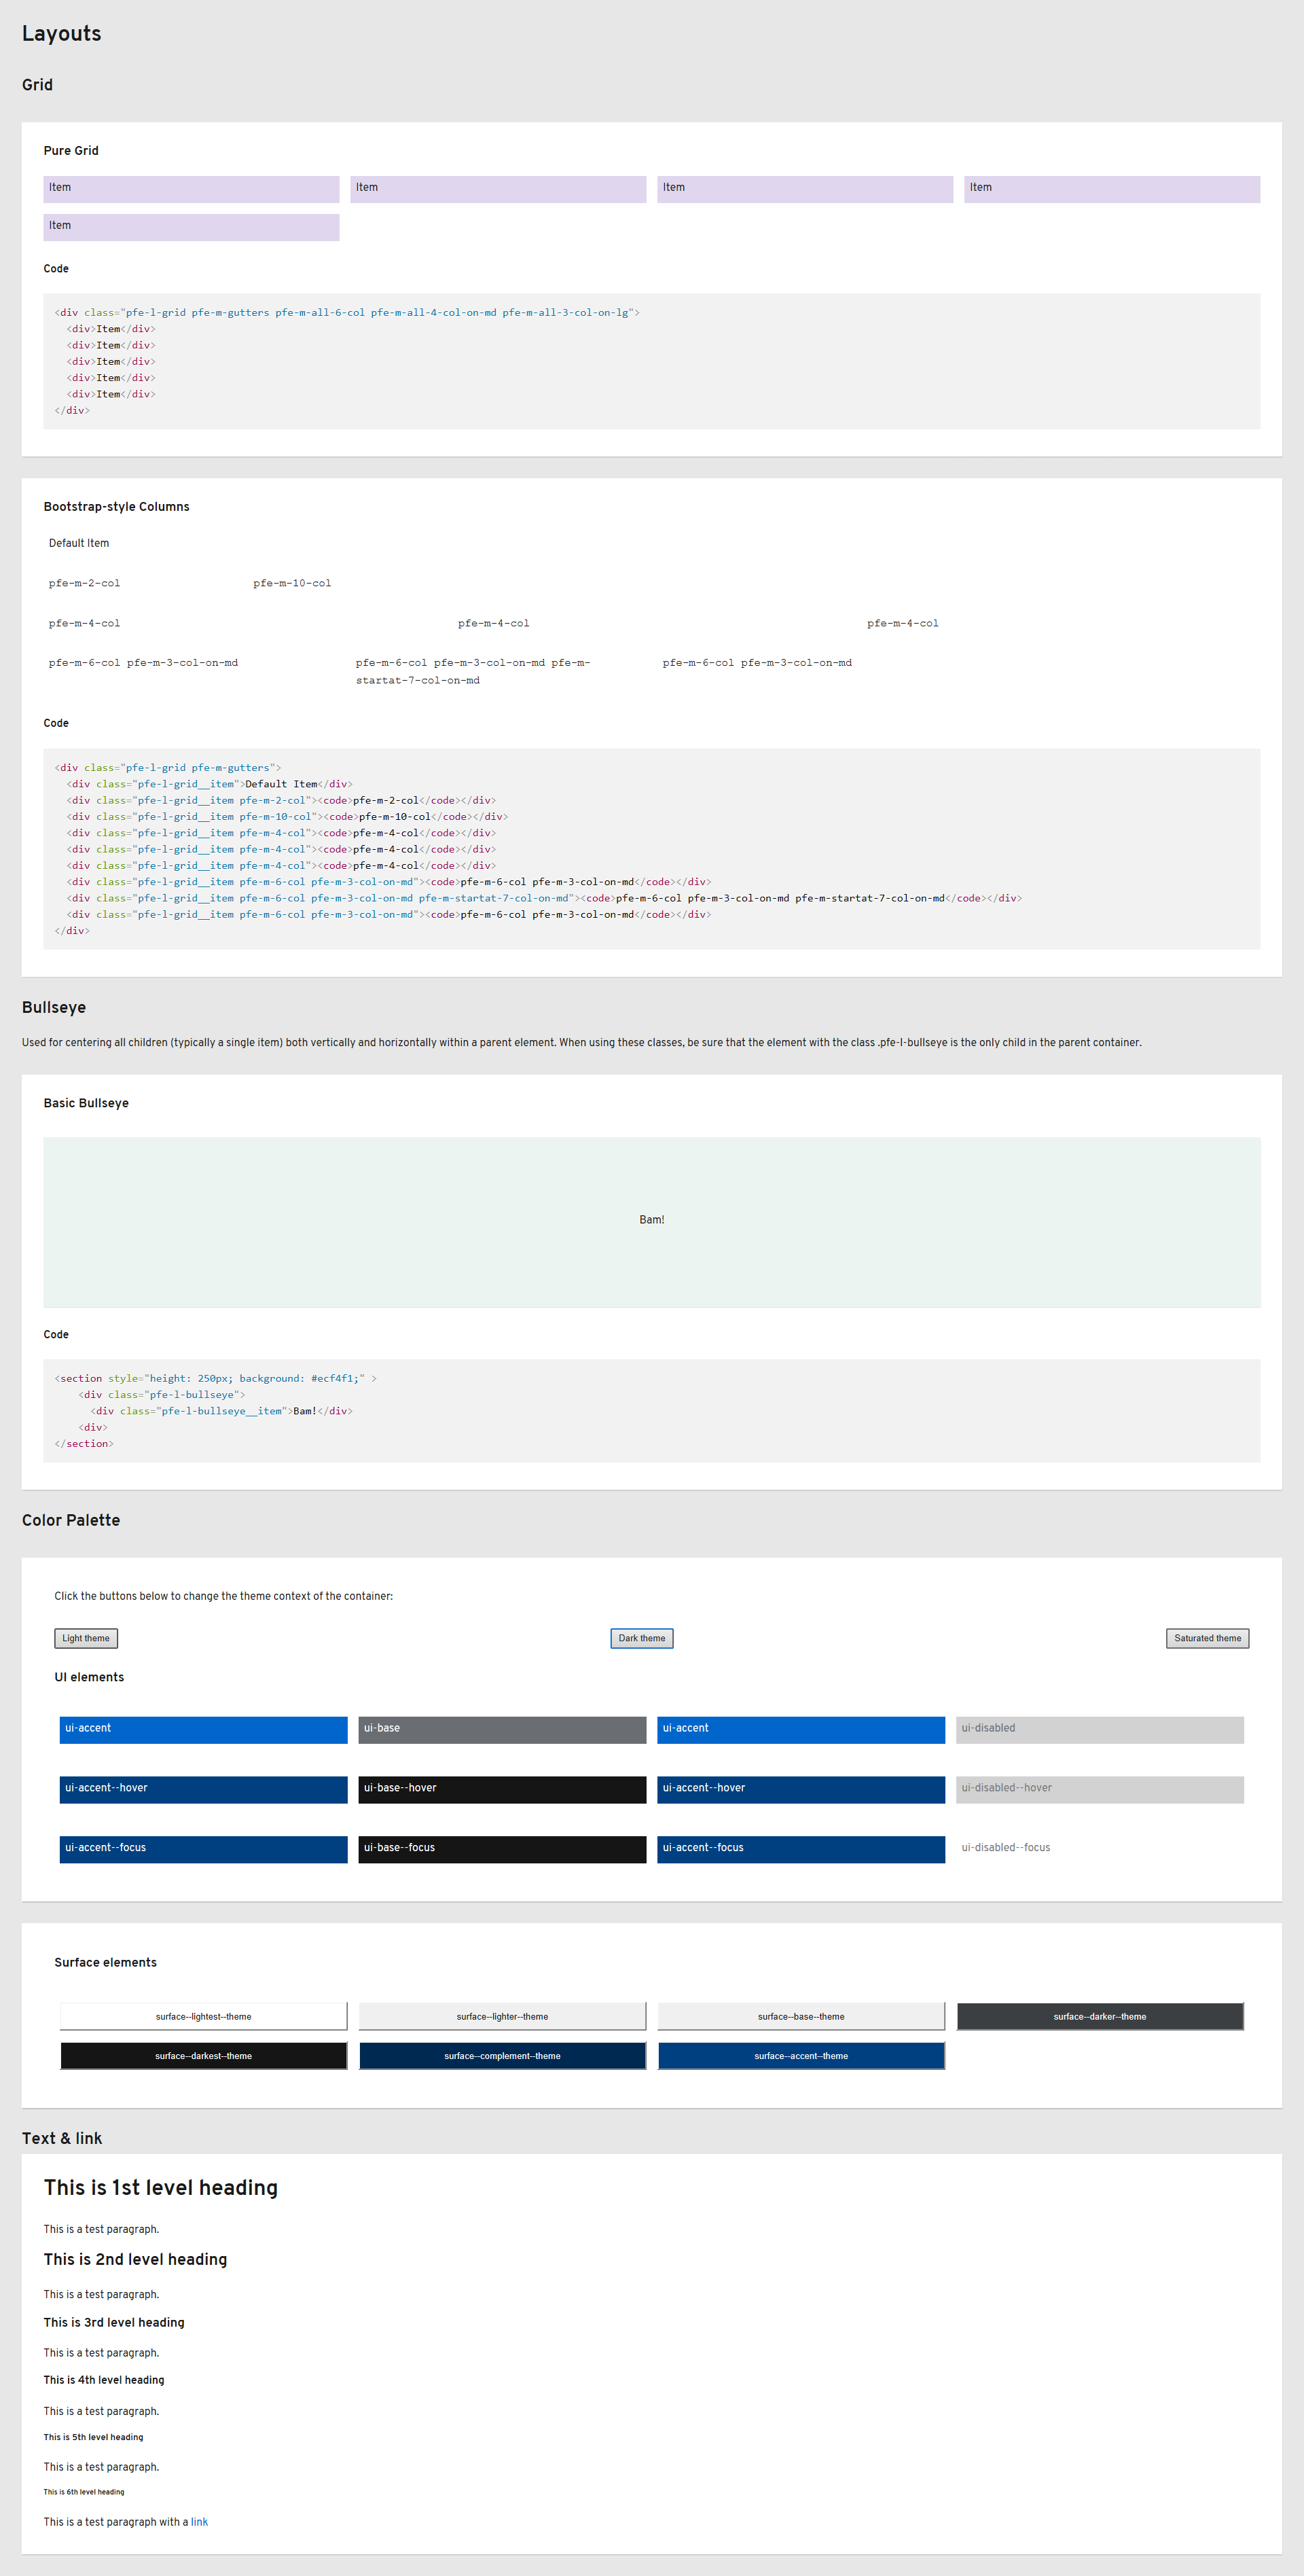 Layouts
Grid
Pure Grid
Item Item Item Item
Item
Code
<div class="pfe-l-grid pfe-m-gutters pfe-m-all-6-col pfe-m-all-4-col-on-md pfe-m-all-3-col-on-lg">
<div>Item</div>
<div>Item</div>
<div>Item</div>
<div>Item</div>
<div>Item</div>
</div>
Bootstrap-style Columns
Default Item
pfe-m-2-col pfe-m-10-col
pfe-m-4-col pfe-m-4-col pfe-m-4-col
pfe-m-6-col pfe-m-3-col-on-md pfe-m-6-col pfe-m-3-col-on-md pfe-m- pfe-m-6-col pfe-m-3-col-on-md
startat-7-col-on-md
Code
<div class="pfe-l-grid pfe-m-gutters">
<div class="pfe-l-grid__item">Default Item</div>
<div class="pfe-l-grid__item pfe-m-2-col"><code>pfe-m-2-col</code></div>
<div class="pfe-l-grid__item pfe-m-10-col"><code>pfe-m-10-col</code></div>
<div class="pfe-l-grid__item pfe-m-4-col"><code>pfe-m-4-col</code></div>
<div class="pfe-l-grid__item pfe-m-4-col"><code>pfe-m-4-col</code></div>
<div class="pfe-l-grid__item pfe-m-4-col"><code>pfe-m-4-col</code></div>
<div class="pfe-l-grid__item pfe-m-6-col pfe-m-3-col-on-md"><code>pfe-m-6-col pfe-m-3-col-on-md</code></div>
<div class="pfe-l-grid__item pfe-m-6-col pfe-m-3-col-on-md pfe-m-startat-7-col-on-md"><code>pfe-m-6-col pfe-m-3-col-on-md pfe-m-startat-7-col-on-md</code></div>
<div class="pfe-l-grid__item pfe-m-6-col pfe-m-3-col-on-md"><code>pfe-m-6-col pfe-m-3-col-on-md</code></div>
</div>
Bullseye
Used for centering all children (typically a single item) both vertically and horizontally within a parent element. When using these classes, be sure that the element with the class .pfe-l-bullseye is the only child in the parent container.
Basic Bullseye
Bam!
Code
<section style="height: 250px; background: #ecf4f1;" >
<div class="pfe-l-bullseye">
<div class="pfe-l-bullseye__item">Bam!</div>
<div>
</section>
Color Palette
Click the buttons below to change the theme context of the container:
Light theme Dark theme Saturated theme
UI elements
ui-accent ui-base ui-accent ui-disabled
ui-accent--hover ui-base--hover ui-accent--hover ui-disabled--hover
ui-accent--focus ui-base--focus ui-accent--focus ui-disabled--focus
Surface elements
surface--lightest--theme surface--lighter--theme surface--base--theme surface--darker--theme
surface--darkest--theme surface--complement--theme surface--accent--theme
Text & link
This is 1st level heading
This is a test paragraph.
This is 2nd level heading
This is a test paragraph.
This is 3rd level heading
This is a test paragraph.
This is 4th level heading
This is a test paragraph.
This is 5th level heading
This is a test paragraph.
This is 6th level heading
This is a test paragraph with a link